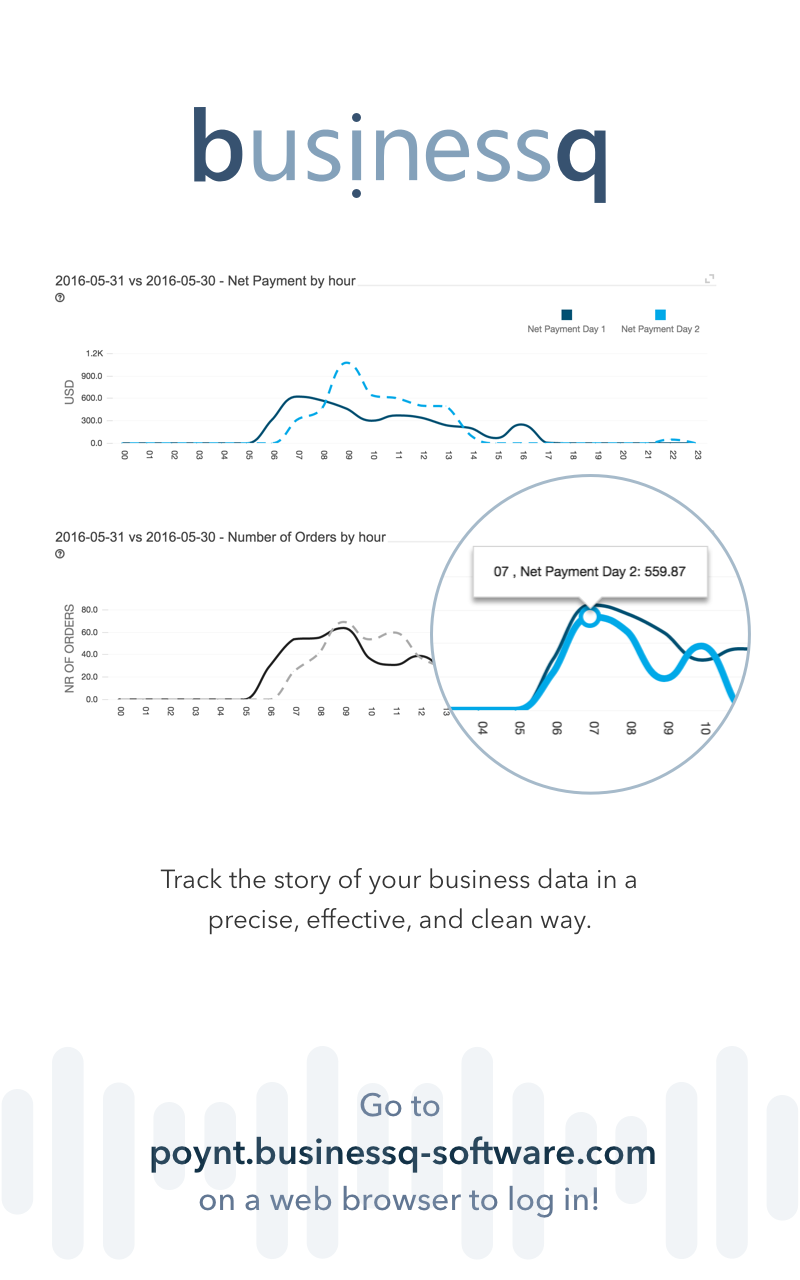 businessq
2016-05-31 vs 2016-05-30 - Net Payment by hour
?
Net Payment Day 1 Net Payment Day 2
USD
1.2K
900.0
600.0
300.0
0.0
00 01 02 03 04 05 06 07 08 09 10 11 12 13 14 15 16 17 18 19 20 21 22 23
2016-05-31 vs 2016-05-30 - Number of Orders by hour
?
NR OF ORDERS
80.0
60.0
40.0
20.0
0.0
00 01 02 03 04 05 06 07 08 09 10 11 12 13
07 , Net Payment Day 2: 559.87
04 05 06 07 08 09 10
Track the story of your business data in a
precise, effective, and clean way.
Go to
poynt.businessq-software.com
on a web browser to log in!